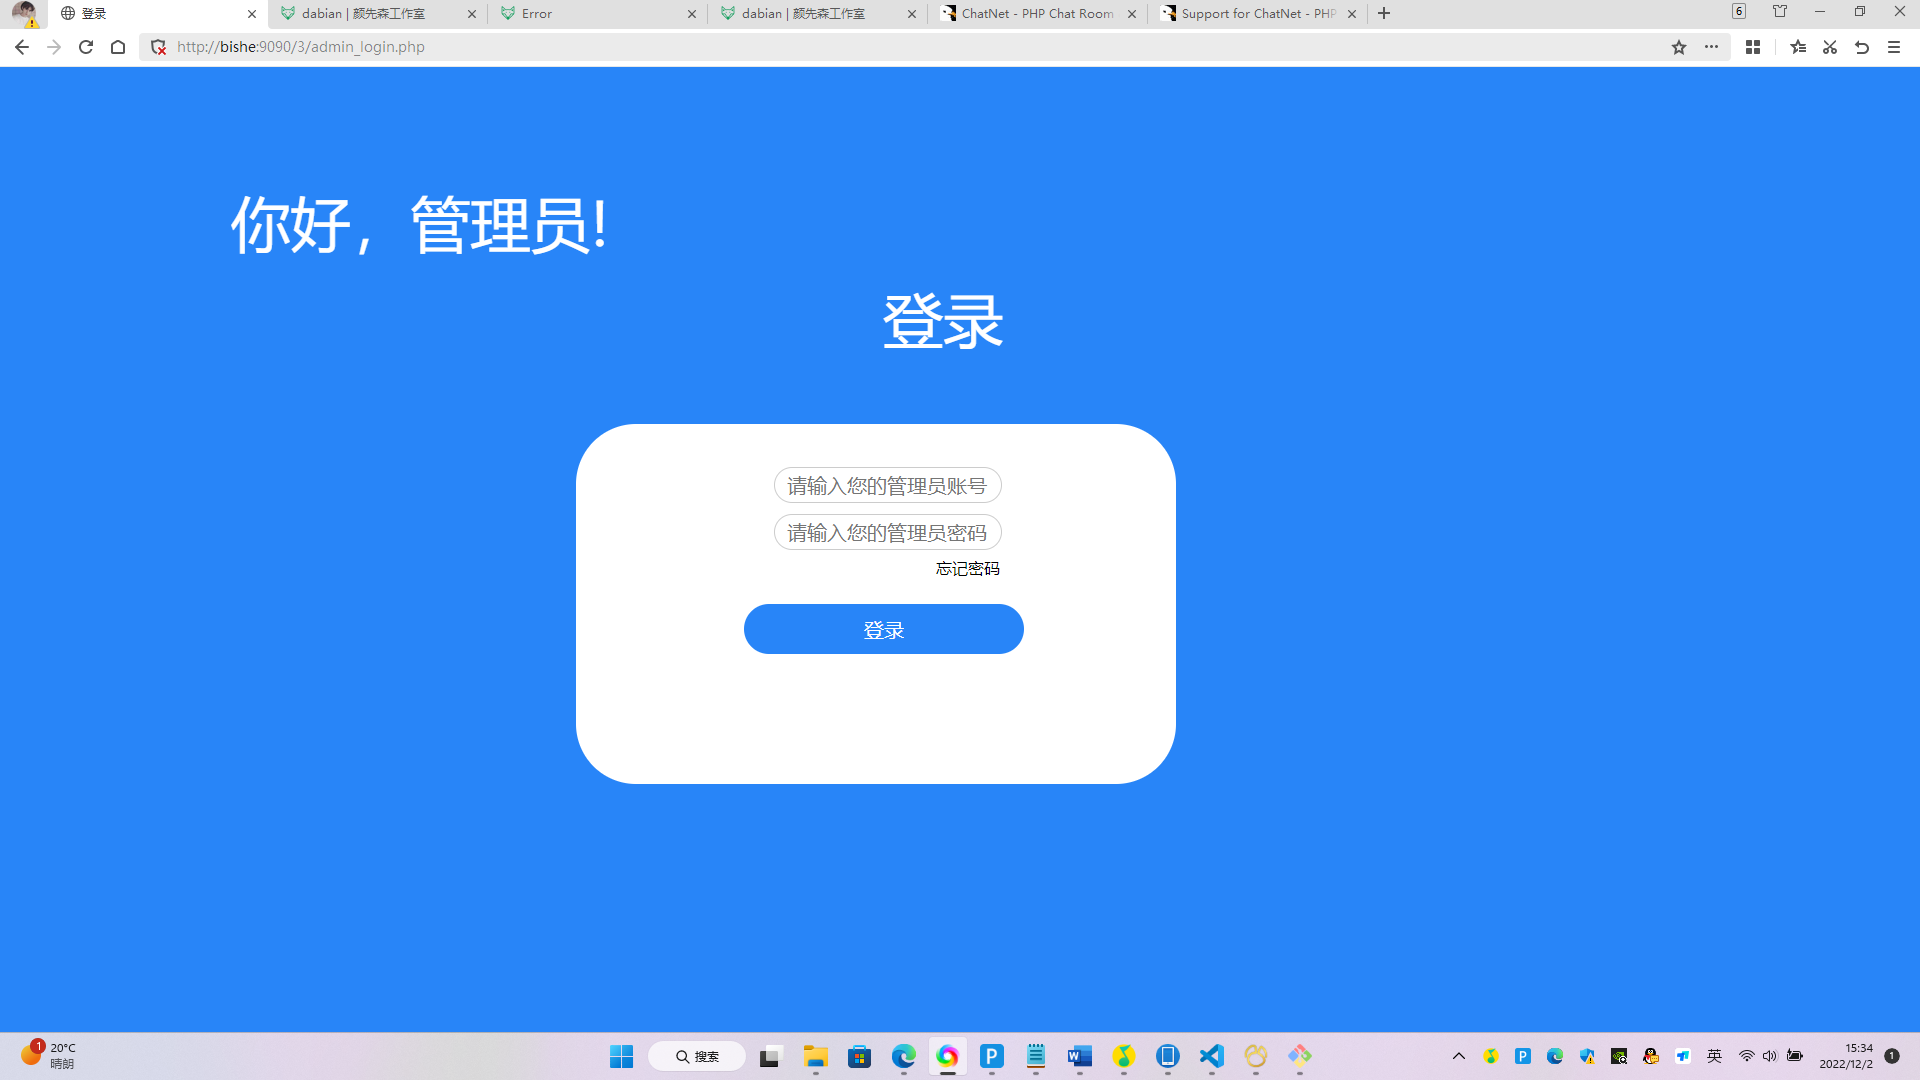 登录
dabian | 颜先森工作室
Error
dabian | 颜先森工作室
ChatNet - PHP Chat Room
Support for ChatNet - PHP
6
http://bishe:9090/3/admin_login.php
你好，管理员!
登录
请输入您的管理员账号
请输入您的管理员密码
忘记密码
登录
1
20°C
晴朗
搜索
英
15:34
2022/12/2
1